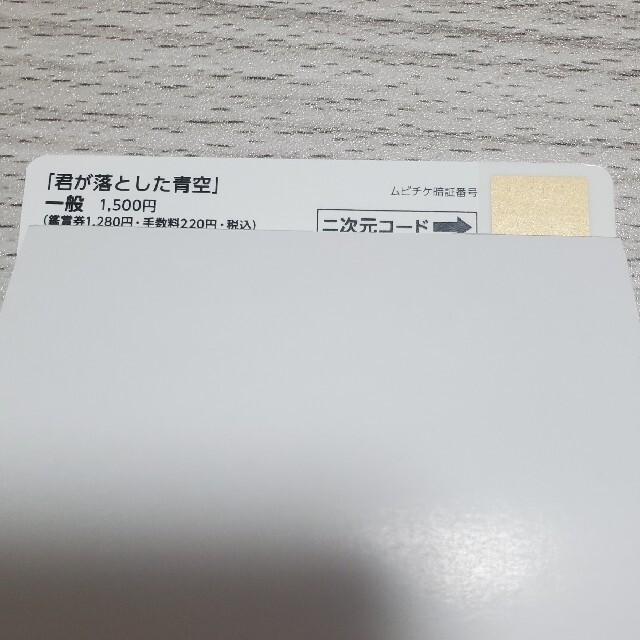 「君が落とした青空」
一般 1,500円
(鑑賞券1,280円・手数料220円・税込)
ムビチケ暗証番号
二次元コード